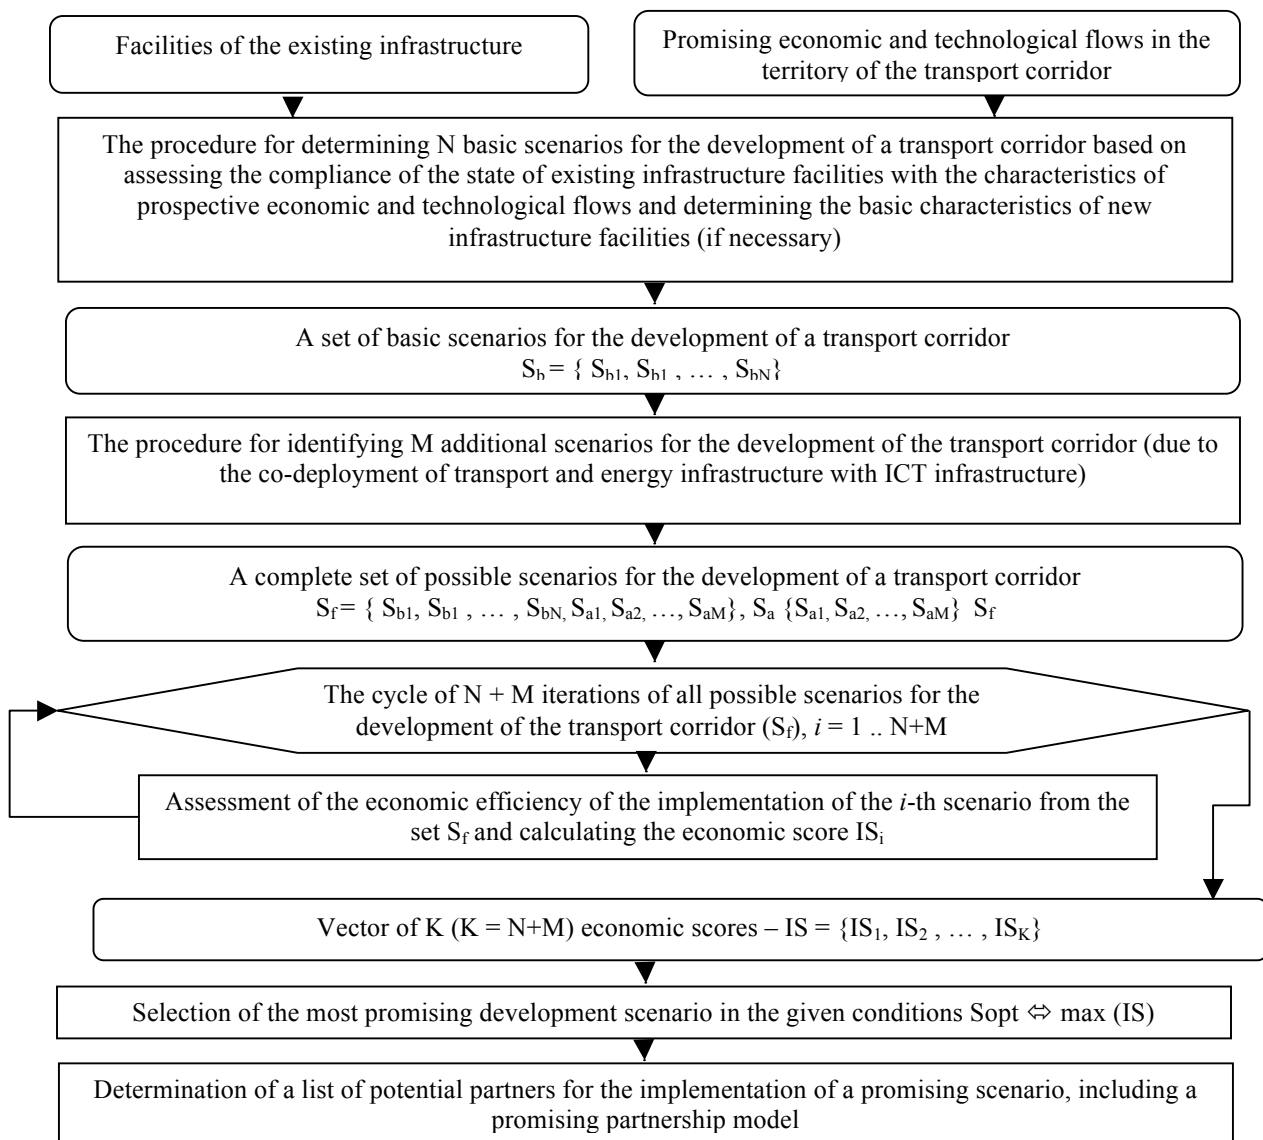 Facilities of the existing infrastructure
Promising economic and technological flows in the
territory of the transport corridor
The procedure for determining N basic scenarios for the development of a transport corridor based on
assessing the compliance of the state of existing infrastructure facilities with the characteristics of
prospective economic and technological flows and determining the basic characteristics of new
infrastructure facilities (if necessary)
A set of basic scenarios for the development of a transport corridor
Sb = { Sb1, Sb1 , … , SbN}
The procedure for identifying M additional scenarios for the development of the transport corridor (due to
the co-deployment of transport and energy infrastructure with ICT infrastructure)
A complete set of possible scenarios for the development of a transport corridor
Sf = { Sb1, Sb1 , … , SbN, Sa1, Sa2, …, SaM}, Sa {Sa1, Sa2, …, SaM} Sf
The cycle of N + M iterations of all possible scenarios for the
development of the transport corridor (Sf), i = 1 .. N+M
Assessment of the economic efficiency of the implementation of the i-th scenario from the
set Sf and calculating the economic score ISi
Vector of K (K = N+M) economic scores – IS = {IS1, IS2 , … , ISK}
Selection of the most promising development scenario in the given conditions Sopt ⇔ max (IS)
Determination of a list of potential partners for the implementation of a promising scenario, including a
promising partnership model